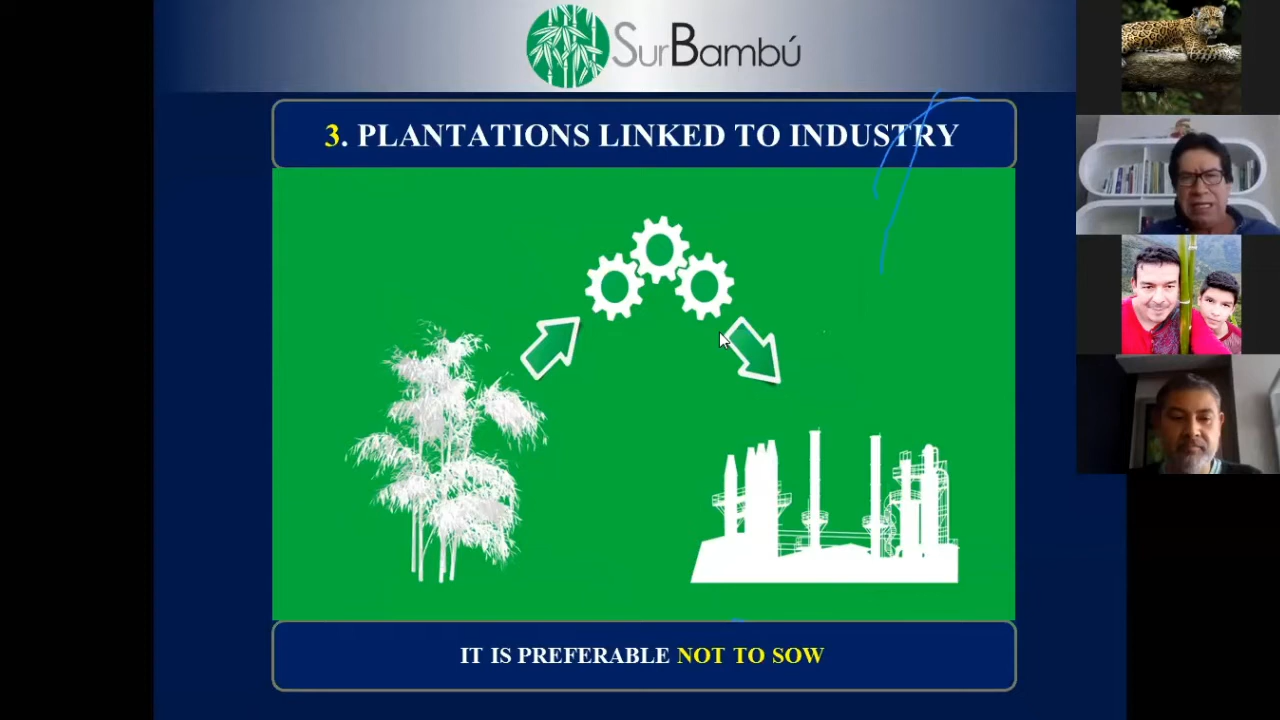 SurBambú
3. PLANTATIONS LINKED TO INDUSTRY
IT IS PREFERABLE NOT TO SOW